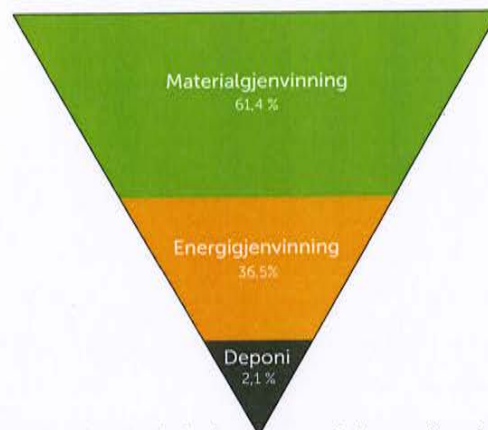 Materialgjenvinning
61,4 %
Energigjenvinning
36,5%
Deponi
2,1 %